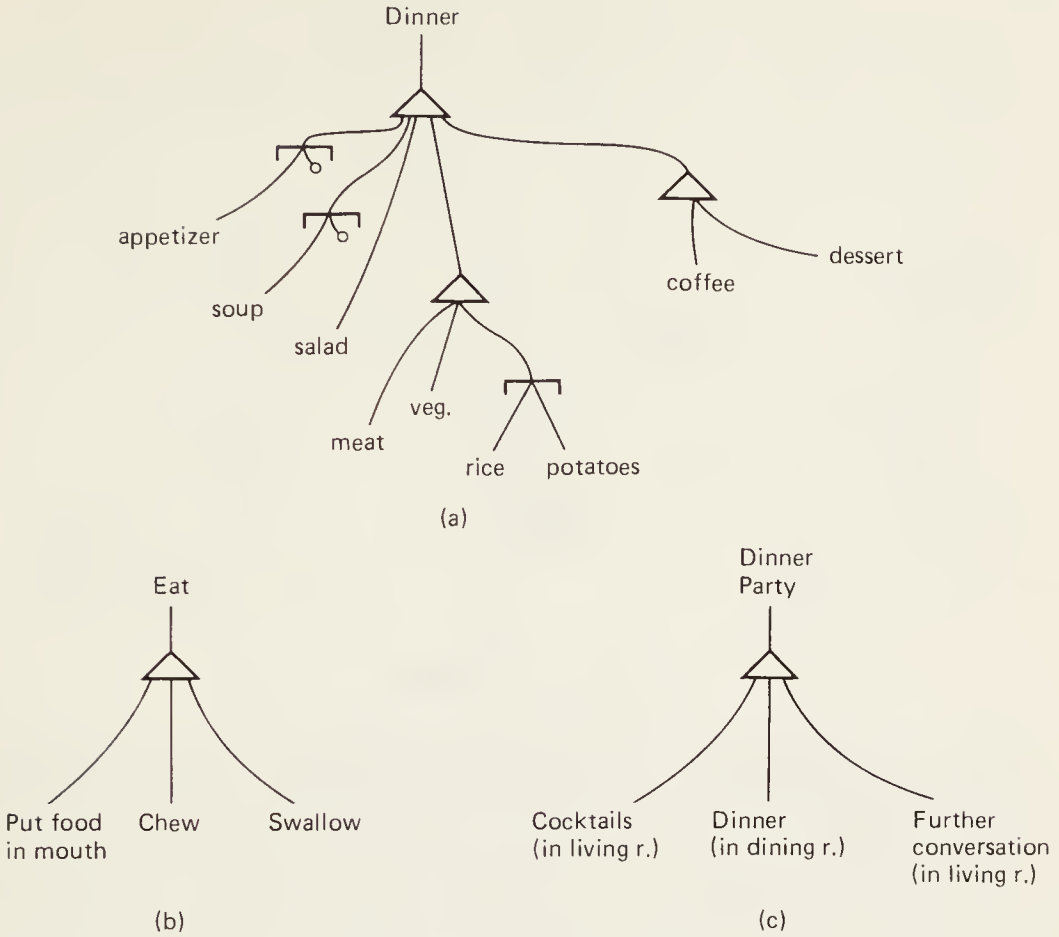 Dinner
appetizer
soup
salad
meat
veg.
rice
potatoes
coffee
dessert
(a)
Eat
Put food
in mouth
Chew
Swallow
(b)
Dinner
Party
Cocktails
(in living r.)
Dinner
(in dining r.)
Further
conversation
(in living r.)
(c)